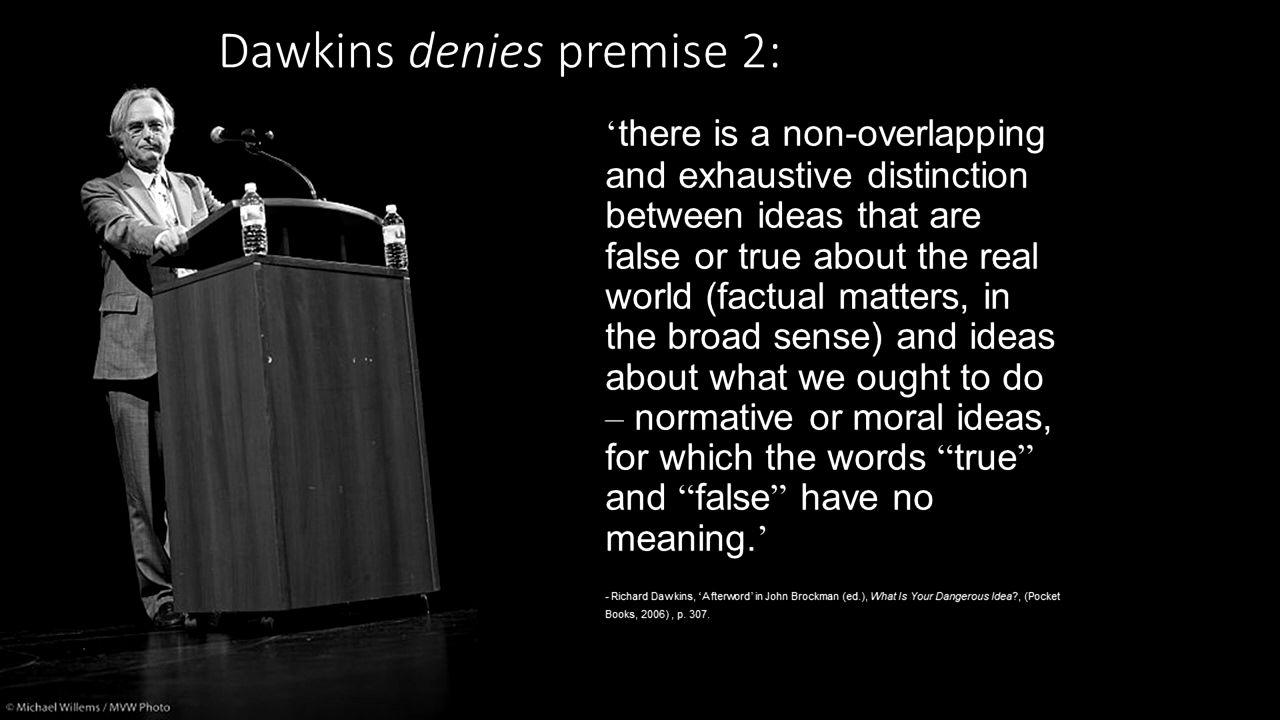 Dawkins denies premise 2:
‘there is a non-overlapping
and exhaustive distinction
between ideas that are
false or true about the real
world (factual matters, in
the broad sense) and ideas
about what we ought to do
– normative or moral ideas,
for which the words “true”
and “false” have no
meaning.’
- Richard Dawkins, ‘Afterword’ in John Brockman (ed.), What Is Your Dangerous Idea?, (Pocket
Books, 2006) , p. 307.
© Michael Willems / MVW Photo